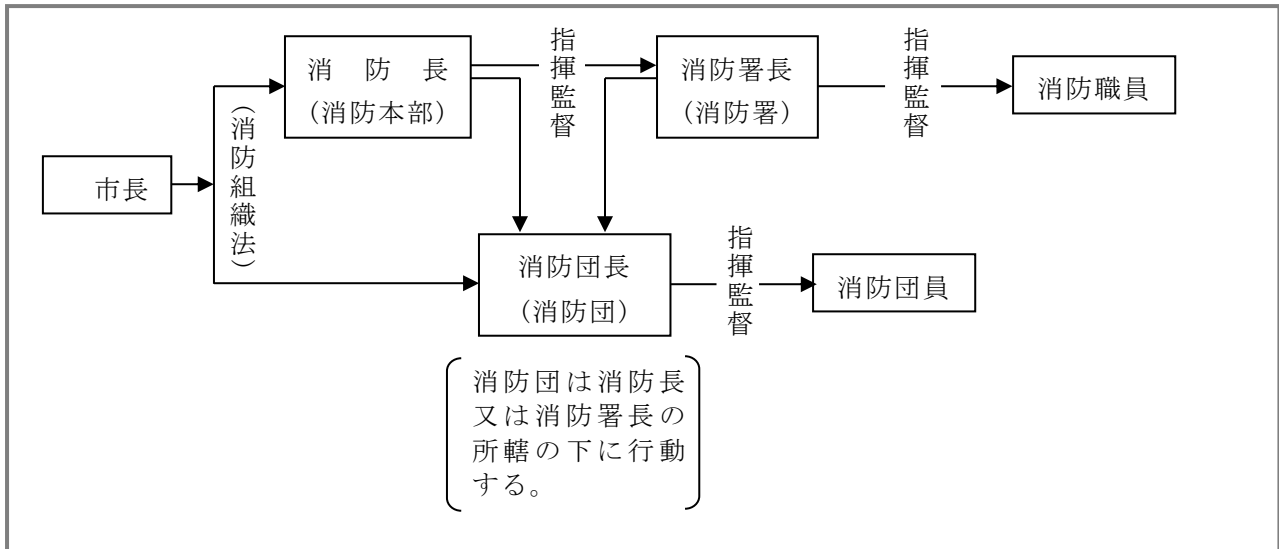 消　防　長
（消防本部）
指揮監督
消防署長
（消防署）
指揮監督
消防職員
市長
（消防組織法）
消防団長
（消防団）
指揮監督
消防団員
消防団は消防長
又は消防署長の
所轄の下に行動
する。